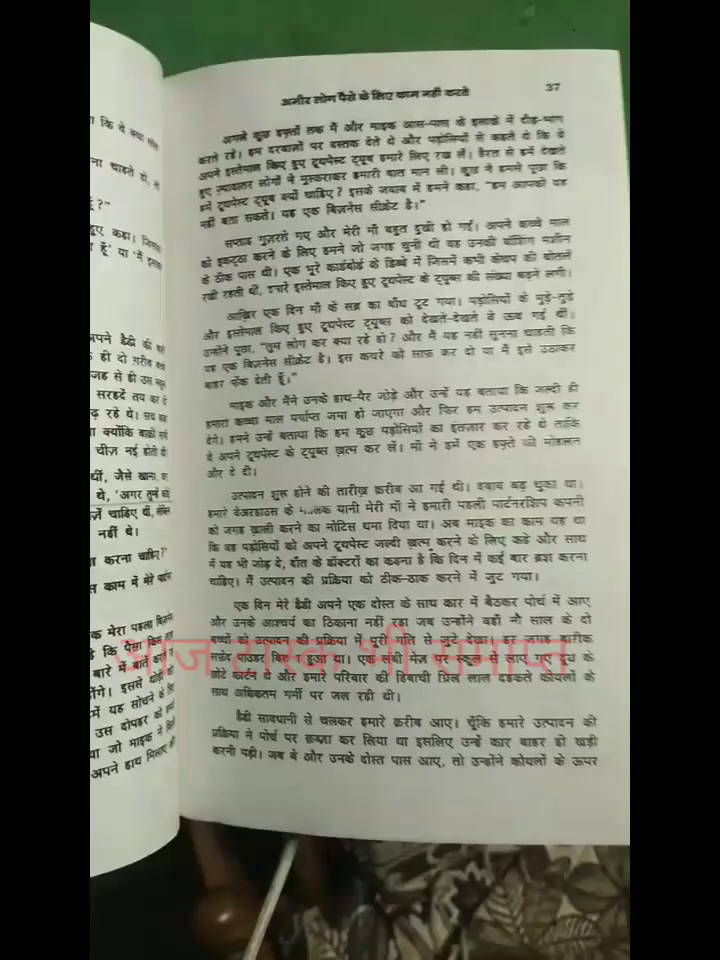 अमीर लोग पैसे के लिए काम नहीं करते
37
अगले कुछ हफ़्तों तक मैं और माइक आस-पास के इलाक़े में दौड़-भाग
करते रहे। हम दरवाज़ों पर दस्तक देते थे और पड़ोसियों से कहते थे कि वे
अपने इस्तेमाल किए हुए टूथपेस्ट ट्यूब हमारे लिए रख लें। हैरत से हमें देखते
हुए ज़्यादातर लोगों ने मुस्कराकर हमारी बात मान ली। कुछ ने हमसे पूछा कि
हमें टूथपेस्ट ट्यूब क्यों चाहिए? इसके जवाब में हमने कहा, “हम आपको यह
नहीं बता सकते। यह एक बिज़नेस सीक्रेट है।”
सप्ताह गुज़रते गए और मेरी माँ बहुत दुखी हो गईं। अपने कच्चे माल
को इकट्ठा करने के लिए हमने जो जगह चुनी थी वह उनकी वॉशिंग मशीन
के ठीक पास थी। एक भूरे कार्डबोर्ड के डिब्बे में जिसमें कभी केचप की बोतलें
रखी रहती थीं, हमारे इस्तेमाल किए हुए टूथपेस्ट के ट्यूब्स की संख्या बढ़ने लगी।
आख़िर एक दिन माँ के सब्र का बाँध टूट गया। पड़ोसियों के मुड़े-तुड़े
और इस्तेमाल किए हुए टूथपेस्ट ट्यूब्स को देखते-देखते वे ऊब गई थीं।
उन्होंने पूछा, “तुम लोग कर क्या रहे हो? और मैं यह नहीं सुनना चाहती कि
यह एक बिज़नेस सीक्रेट है। इस कचरे को साफ़ कर दो या मैं इसे उठाकर
बाहर फेंक देती हूँ।”
माइक और मैंने उनके हाथ-पैर जोड़े और उन्हें यह बताया कि जल्दी ही
हमारा कच्चा माल पर्याप्त जमा हो जाएगा और फिर हम उत्पादन शुरू कर
देंगे। हमने उन्हें बताया कि हम कुछ पड़ोसियों का इंतज़ार कर रहे थे ताकि
वे अपने टूथपेस्ट के ट्यूब्स ख़त्म कर लें। माँ ने हमें एक हफ़्ते की मोहलत
और दे दी।
उत्पादन शुरू होने की तारीख़ क़रीब आ गई थी। दबाव बढ़ चुका था।
हमारे वेअरहाउस के मालिक यानी मेरी माँ ने हमारी पहली पार्टनरशिप कंपनी
को जगह ख़ाली करने का नोटिस थमा दिया था। अब माइक का काम यह था
कि वह पड़ोसियों को अपने टूथपेस्ट जल्दी ख़त्म करने के लिए कहे और साथ
में यह भी जोड़ दे, दाँत के डॉक्टरों का कहना है कि दिन में कई बार ब्रश करना
चाहिए। मैं उत्पादन की प्रक्रिया को ठीक-ठाक करने में जुट गया।
एक दिन मेरे डैडी अपने एक दोस्त के साथ कार में बैठकर पोर्च में आए
और उनके आश्चर्य का ठिकाना नहीं रहा जब उन्होंने वहाँ नौ साल के दो
बच्चों को उत्पादन की प्रक्रिया में पूरी गति से जुटे देखा। हर जगह बारीक
सफ़ेद पाउडर बिखरा हुआ था। एक लंबी मेज़ पर स्कूल से लाए गए दूध के
छोटे कार्टन थे और हमारे परिवार की हिबाची ग्रिल लाल दहकते कोयलों के
साथ अधिकतम गर्मी पर जल रही थी।
डैडी सावधानी से चलकर हमारे क़रीब आए। चूँकि हमारे उत्पादन की
प्रक्रिया ने पोर्च पर क़ब्ज़ा कर लिया था इसलिए उन्हें कार बाहर ही खड़ी
करनी पड़ी। जब वे और उनके दोस्त पास आए, तो उन्होंने कोयलों के ऊपर
आज टास्क भी समाप्त